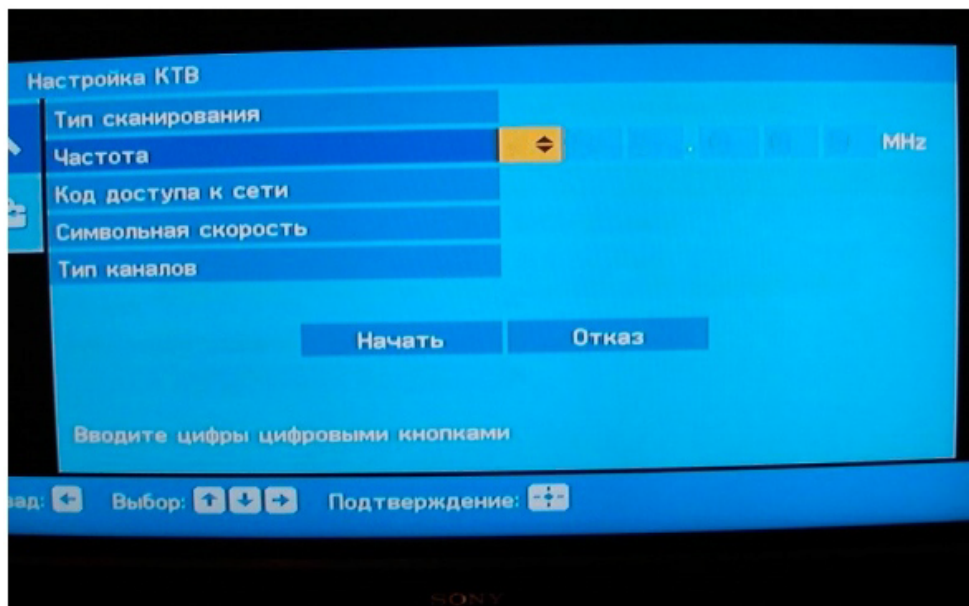 Настройка КТВ
Тип сканирования
Частота MHz
Код доступа к сети
Символьная скорость
Тип каналов
Начать Отказ
Вводите цифры цифровыми кнопками
Выбор: Подтверждение:
SONY